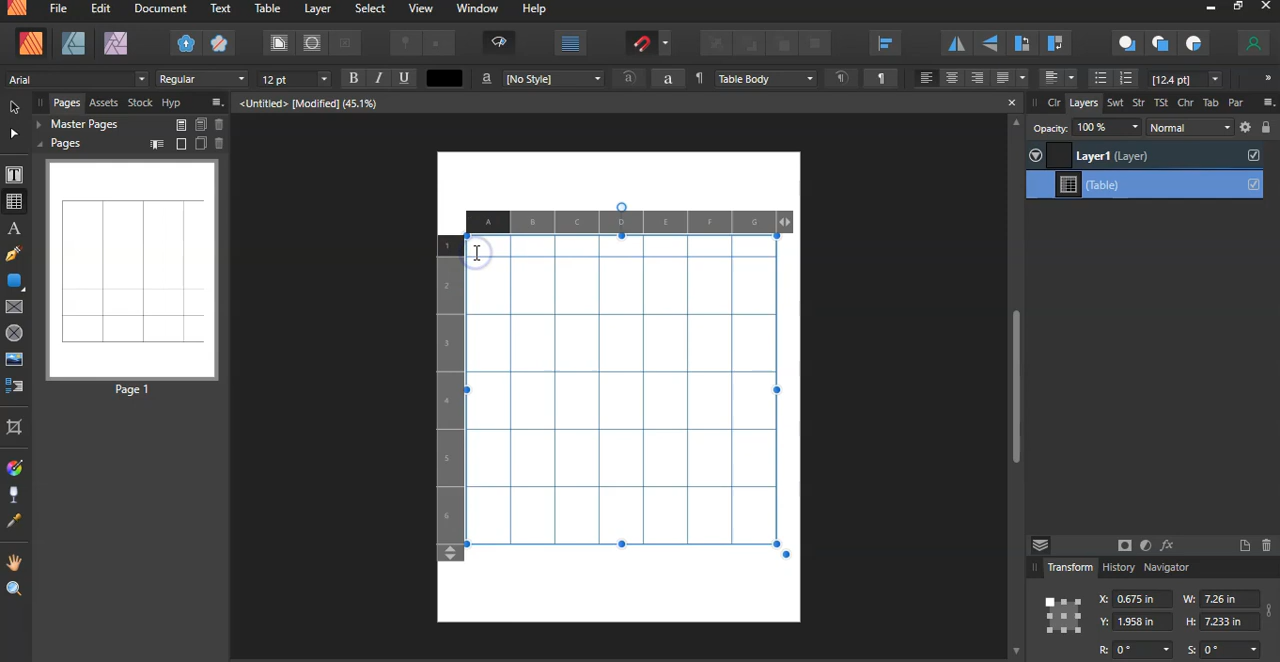 File Edit Document Text Table Layer Select View Window Help
Arial Regular 12 pt B I U a [No Style] a a ¶ Table Body ¶ ¶ [12.4 pt] »
Pages Assets Stock Hyp <Untitled> [Modified] (45.1%) Clr Layers Swt Str TSt Chr Tab Par
Master Pages
Pages
Opacity: 100 % Normal
Layer1 (Layer)
(Table)
T
A
A B C D E F G
1
2
3
4
5
6
Page 1
fx
Transform History Navigator
X: 0.675 in W: 7.26 in
Y: 1.958 in H: 7.233 in
R: 0 ° S: 0 °